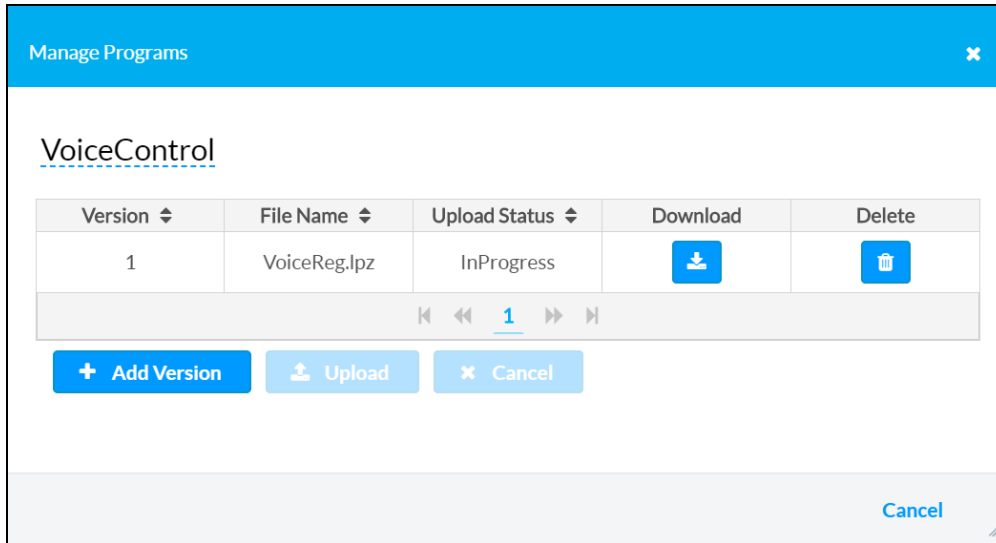 Manage Programs
VoiceControl
Version File Name Upload Status Download Delete
1 VoiceReg.lpz InProgress
1
Add Version Upload Cancel
Cancel